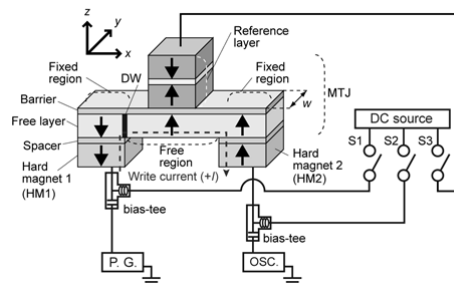 z
y
x
Reference
layer
Fixed
region
DW
Fixed
region
MTJ
w
Barrier
Free layer
Spacer
Hard
magnet 1
(HM1)
Free
region
Write current (+I)
Hard
magnet 2
(HM2)
DC source
S1 S2 S3
bias-tee
bias-tee
P. G.
OSC.